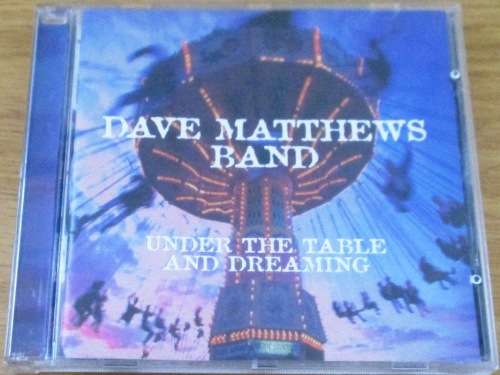 DAVE MATTHEWS
BAND
UNDER THE TABLE
AND DREAMING